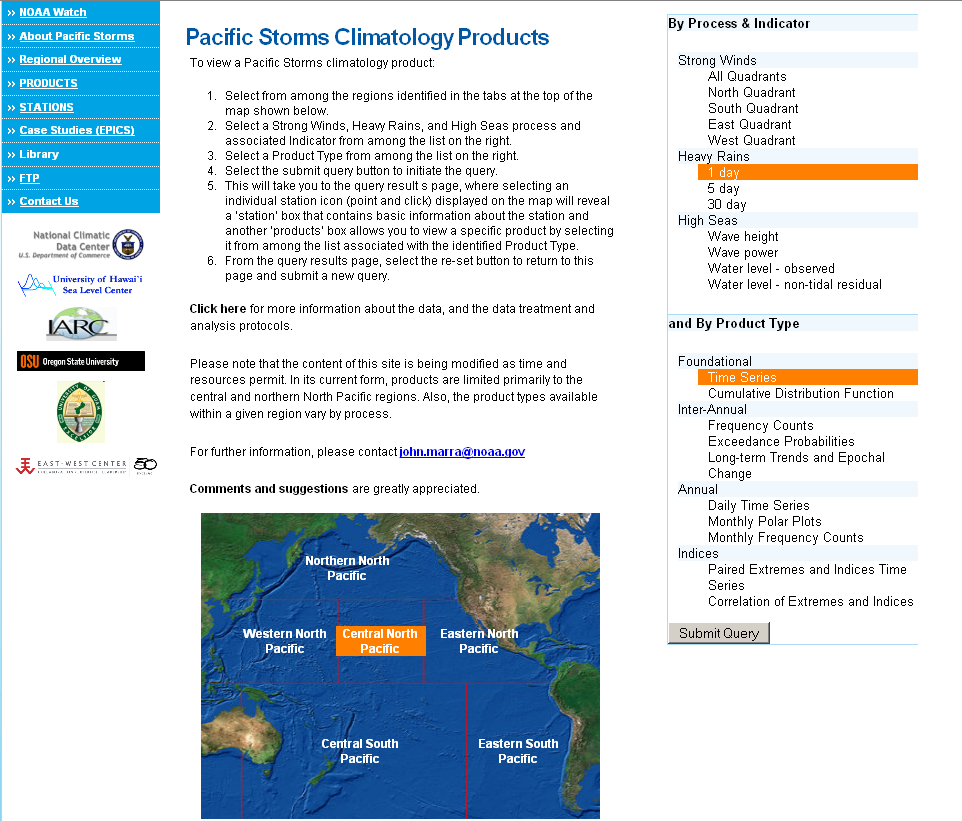 ›› NOAA Watch
›› About Pacific Storms
›› Regional Overview
›› PRODUCTS
›› STATIONS
›› Case Studies (EPICS)
›› Library
›› FTP
›› Contact Us
National Climatic
Data Center
U.S. Department of Commerce
University of Hawai`i
Sea Level Center
IARC
OSU Oregon State University
EAST-WEST CENTER
50
Pacific Storms Climatology Products
To view a Pacific Storms climatology product:
1. Select from among the regions identified in the tabs at the top of the
map shown below.
2. Select a Strong Winds, Heavy Rains, and High Seas process and
associated Indicator from among the list on the right.
3. Select a Product Type from among the list on the right.
4. Select the submit query button to initiate the query.
5. This will take you to the query result s page, where selecting an
individual station icon (point and click) displayed on the map will reveal
a 'station' box that contains basic information about the station and
another 'products' box allows you to view a specific product by selecting
it from among the list associated with the identified Product Type.
6. From the query results page, select the re-set button to return to this
page and submit a new query.
Click here for more information about the data, and the data treatment and
analysis protocols.
Please note that the content of this site is being modified as time and
resources permit. In its current form, products are limited primarily to the
central and northern North Pacific regions. Also, the product types available
within a given region vary by process.
For further information, please contact john.marra@noaa.gov
Comments and suggestions are greatly appreciated.
Northern North
Pacific
Western North
Pacific
Central North
Pacific
Eastern North
Pacific
Central South
Pacific
Eastern South
Pacific
By Process & Indicator
Strong Winds
All Quadrants
North Quadrant
South Quadrant
East Quadrant
West Quadrant
Heavy Rains
1 day
5 day
30 day
High Seas
Wave height
Wave power
Water level - observed
Water level - non-tidal residual
and By Product Type
Foundational
Time Series
Cumulative Distribution Function
Inter-Annual
Frequency Counts
Exceedance Probabilities
Long-term Trends and Epochal
Change
Annual
Daily Time Series
Monthly Polar Plots
Monthly Frequency Counts
Indices
Paired Extremes and Indices Time
Series
Correlation of Extremes and Indices
Submit Query